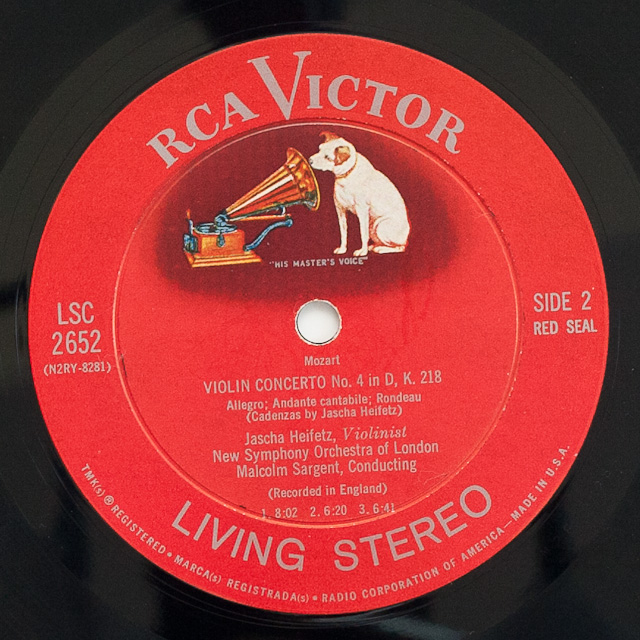 RCA VICTOR
"HIS MASTER'S VOICE"
LSC
2652
(N2RY-8281)
SIDE 2
RED SEAL
Mozart
VIOLIN CONCERTO No. 4 in D, K. 218
Allegro; Andante cantabile; Rondeau
(Cadenzas by Jascha Heifetz)
Jascha Heifetz, Violinist
New Symphony Orchestra of London
Malcolm Sargent, Conducting
(Recorded in England)
1. 8:02 2. 6:20 3. 6:41
LIVING STEREO
TMK(s) ® REGISTERED • MARCA(s) REGISTRADA(s) • RADIO CORPORATION OF AMERICA—MADE IN U.S.A.